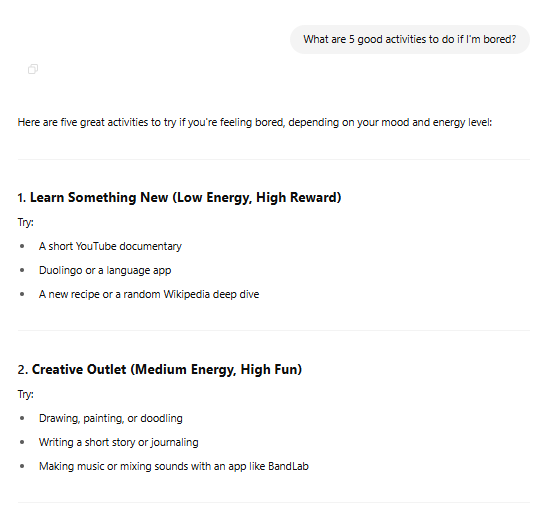 What are 5 good activities to do if I'm bored?
Here are five great activities to try if you're feeling bored, depending on your mood and energy level:
1. Learn Something New (Low Energy, High Reward)
Try:
• A short YouTube documentary
• Duolingo or a language app
• A new recipe or a random Wikipedia deep dive
2. Creative Outlet (Medium Energy, High Fun)
Try:
• Drawing, painting, or doodling
• Writing a short story or journaling
• Making music or mixing sounds with an app like BandLab